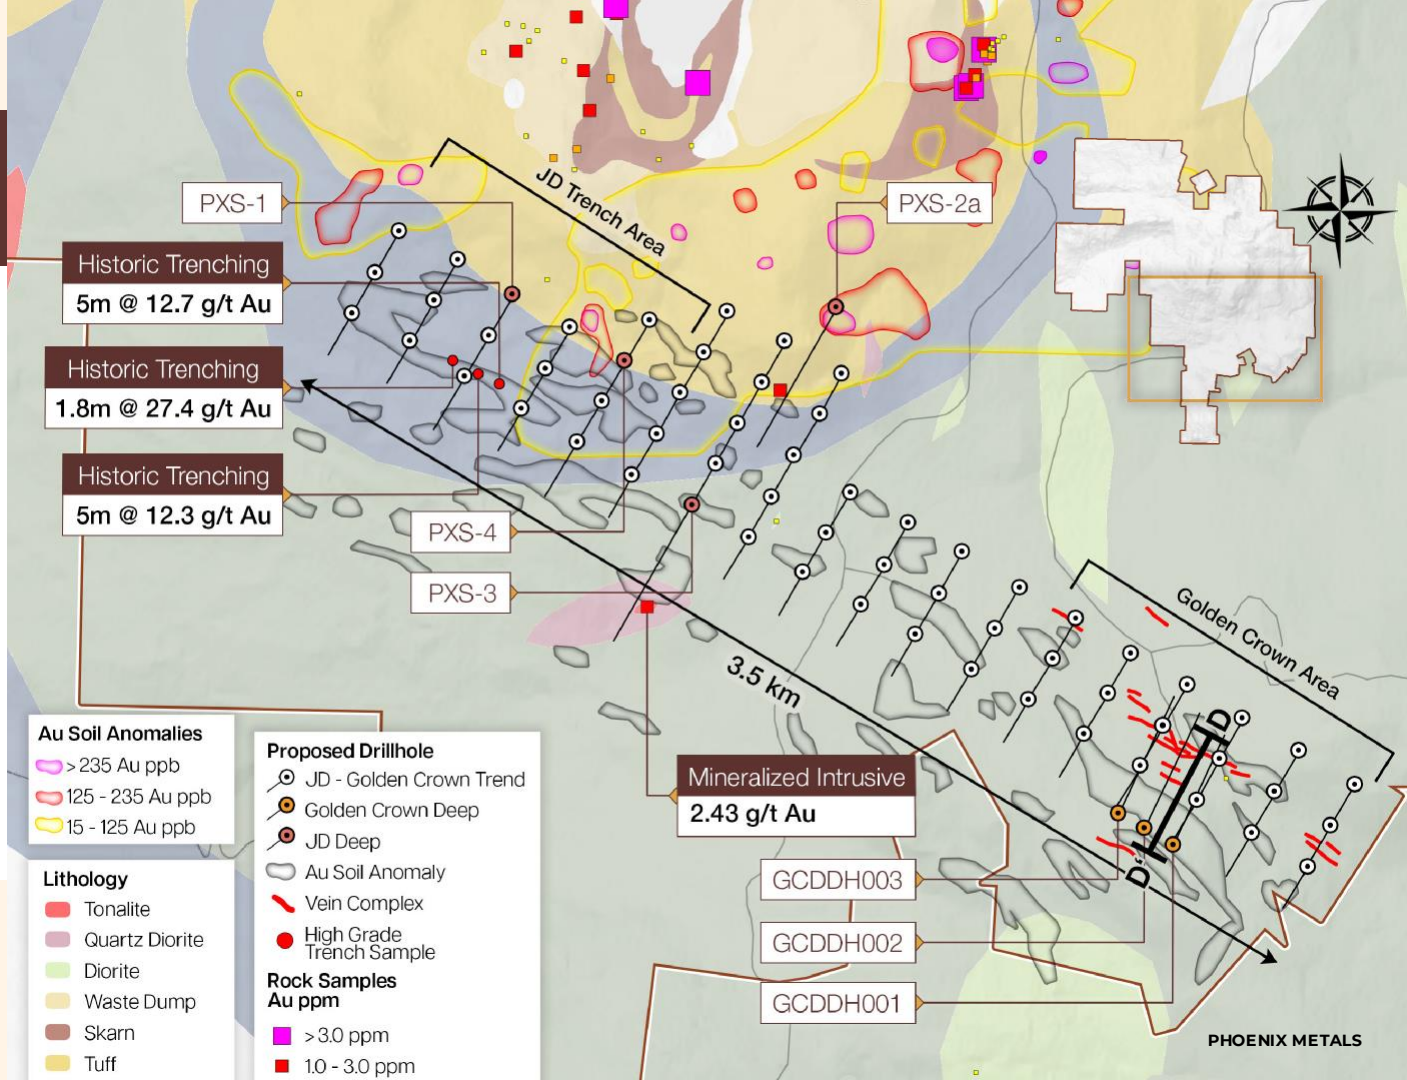 JD Trench Area
PXS-1
PXS-2a
Historic Trenching
5m @ 12.7 g/t Au
Historic Trenching
1.8m @ 27.4 g/t Au
Historic Trenching
5m @ 12.3 g/t Au
PXS-4
PXS-3
3.5 km
Golden Crown Area
D
D'
Mineralized Intrusive
2.43 g/t Au
GCDDH003
GCDDH002
GCDDH001
Au Soil Anomalies
>235 Au ppb
125 - 235 Au ppb
15 - 125 Au ppb
Lithology
Tonalite
Quartz Diorite
Diorite
Waste Dump
Skarn
Tuff
Proposed Drillhole
JD - Golden Crown Trend
Golden Crown Deep
JD Deep
Au Soil Anomaly
Vein Complex
High Grade
Trench Sample
Rock Samples
Au ppm
>3.0 ppm
1.0 - 3.0 ppm
PHOENIX METALS